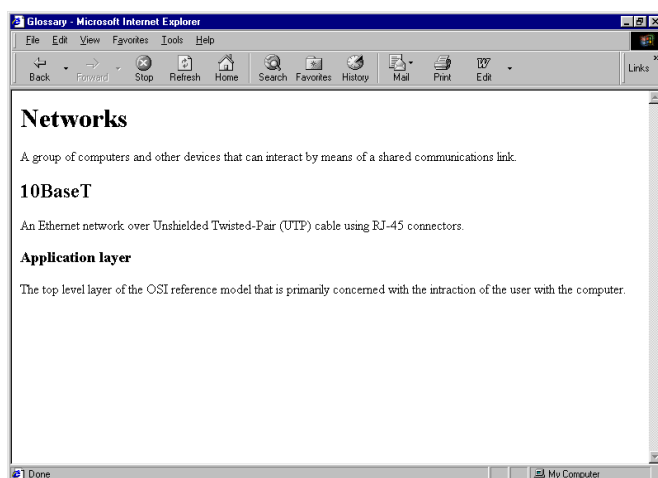 Glossary - Microsoft Internet Explorer
File Edit View Favorites Tools Help
Back Forward Stop Refresh Home Search Favorites History Mail Print Edit Links
Networks
A group of computers and other devices that can interact by means of a shared communications link.
10BaseT
An Ethernet network over Unshielded Twisted-Pair (UTP) cable using RJ-45 connectors.
Application layer
The top level layer of the OSI reference model that is primarily concerned with the intraction of the user with the computer.
Done My Computer